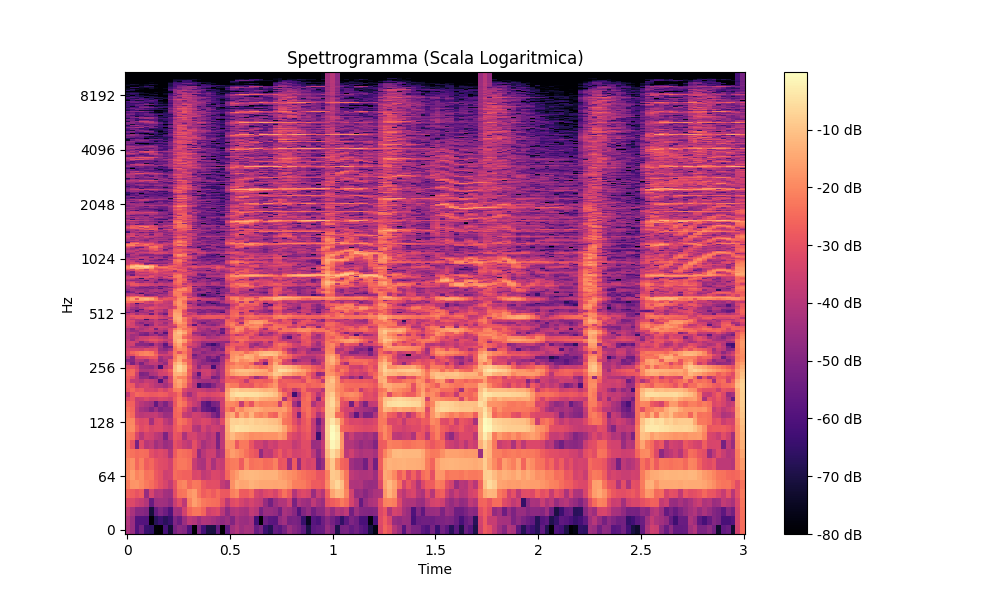 Spettrogramma (Scala Logaritmica)
8192
4096
2048
1024
512
256
128
64
0
Hz
0
0.5
1
1.5
2
2.5
3
Time
-10 dB
-20 dB
-30 dB
-40 dB
-50 dB
-60 dB
-70 dB
-80 dB